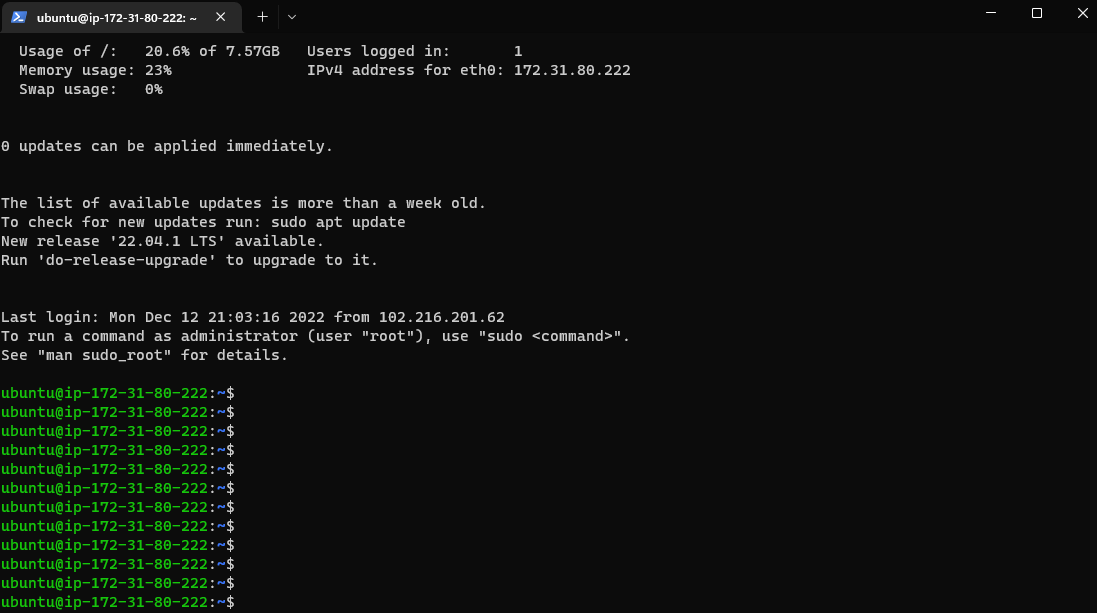 ubuntu@ip-172-31-80-222: ~
Usage of /:   20.6% of 7.57GB   Users logged in:       1
Memory usage: 23%               IPv4 address for eth0: 172.31.80.222
Swap usage:   0%
0 updates can be applied immediately.
The list of available updates is more than a week old.
To check for new updates run: sudo apt update
New release '22.04.1 LTS' available.
Run 'do-release-upgrade' to upgrade to it.
Last login: Mon Dec 12 21:03:16 2022 from 102.216.201.62
To run a command as administrator (user "root"), use "sudo <command>".
See "man sudo_root" for details.
ubuntu@ip-172-31-80-222:~$
ubuntu@ip-172-31-80-222:~$
ubuntu@ip-172-31-80-222:~$
ubuntu@ip-172-31-80-222:~$
ubuntu@ip-172-31-80-222:~$
ubuntu@ip-172-31-80-222:~$
ubuntu@ip-172-31-80-222:~$
ubuntu@ip-172-31-80-222:~$
ubuntu@ip-172-31-80-222:~$
ubuntu@ip-172-31-80-222:~$
ubuntu@ip-172-31-80-222:~$
ubuntu@ip-172-31-80-222:~$